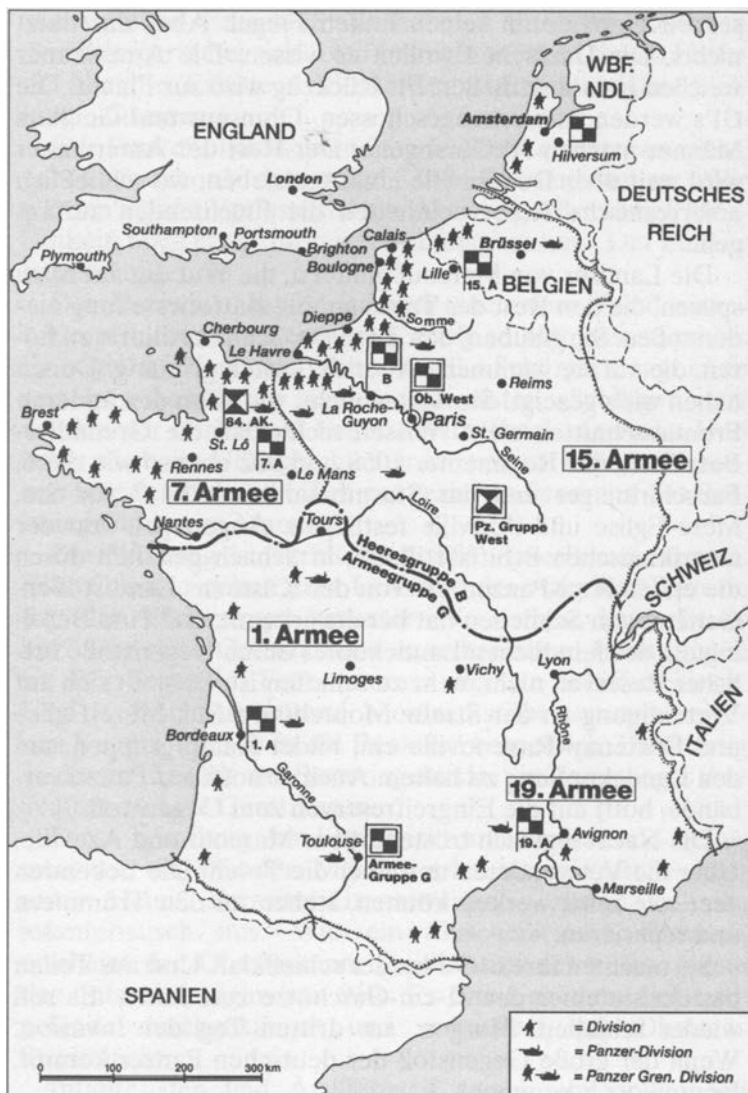 WBF.
NDL
Amsterdam
Hilversum
ENGLAND
London
DEUTSCHES
REICH
Southampton
Portsmouth
Plymouth
Brighton
Calais
Boulogne
Brüssel
Lille
15. A
BELGIEN
Dieppe
Somme
Cherbourg
Le Havre
B
Ob. West
Reims
Brest
84. AK.
La Roche-
Guyon
Paris
St. Lô
St. Germain
7. A
Rennes
Seine
15. Armee
7. Armee
Le Mans
Pz. Gruppe
West
Nantes
Tours
Loire
Heeresgruppe B
Armeegruppe G
SCHWEIZ
1. Armee
Vichy
Lyon
Limoges
ITALIEN
Rhône
Bordeaux
1. A
19. Armee
Garonne
19. A
Avignon
Toulouse
Armee-
Gruppe G
Marseille
SPANIEN
= Division
= Panzer-Division
= Panzer Gren. Division
0
100
200
300 km